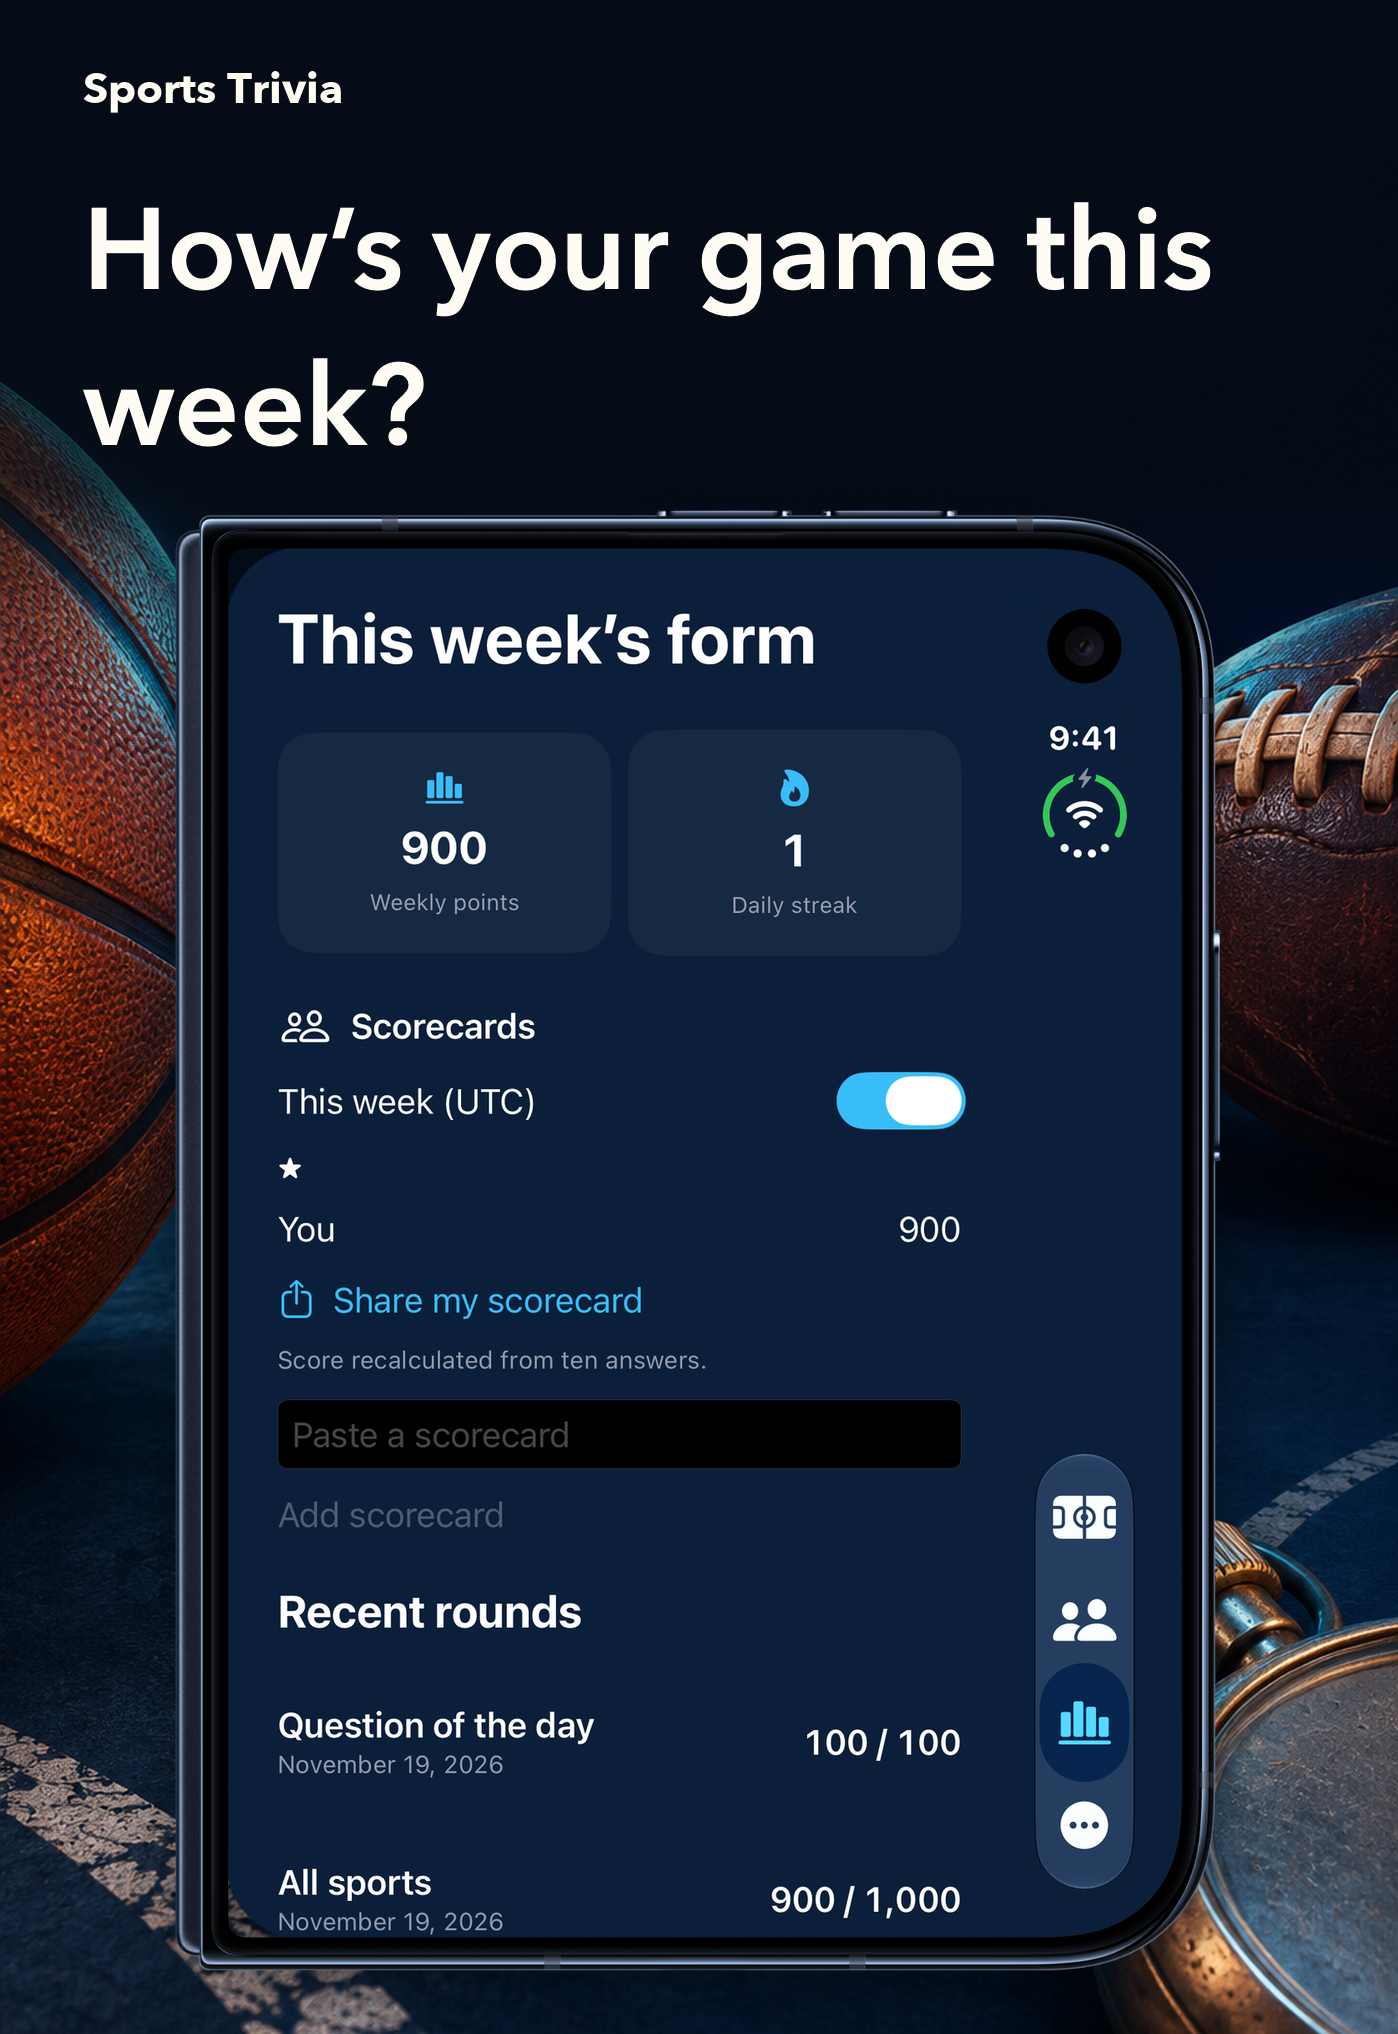 Sports Trivia
How’s your game this
week?
This week’s form
9:41
900
Weekly points
1
Daily streak
Scorecards
This week (UTC)
You
900
Share my scorecard
Score recalculated from ten answers.
Paste a scorecard
Add scorecard
Recent rounds
Question of the day
November 19, 2026
100 / 100
All sports
November 19, 2026
900 / 1,000